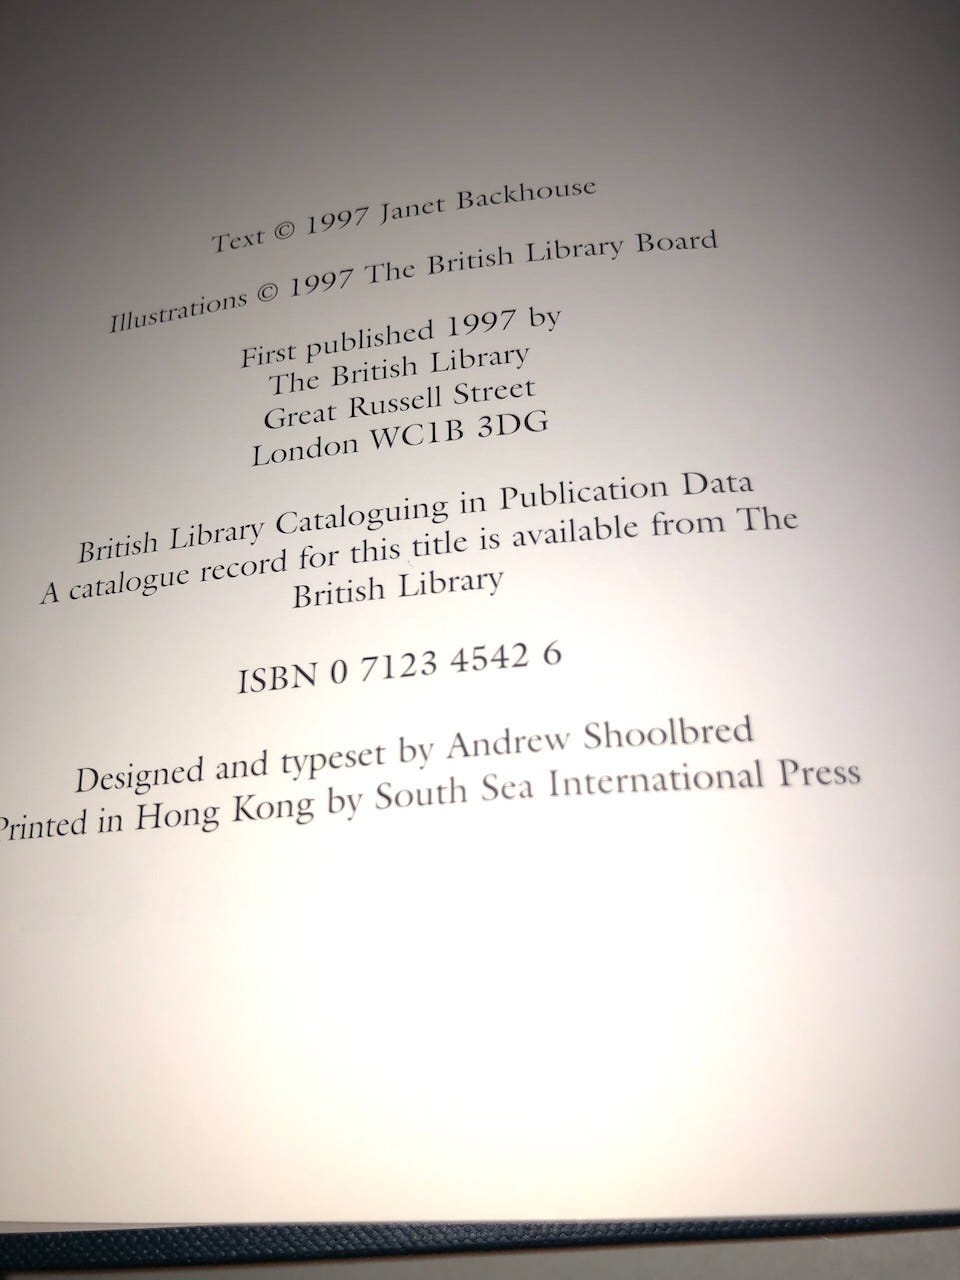 Text © 1997 Janet Backhouse
Illustrations © 1997 The British Library Board
First published 1997 by
The British Library
Great Russell Street
London WC1B 3DG
British Library Cataloguing in Publication Data
A catalogue record for this title is available from The
British Library
ISBN 0 7123 4542 6
Designed and typeset by Andrew Shoolbred
Printed in Hong Kong by South Sea International Press